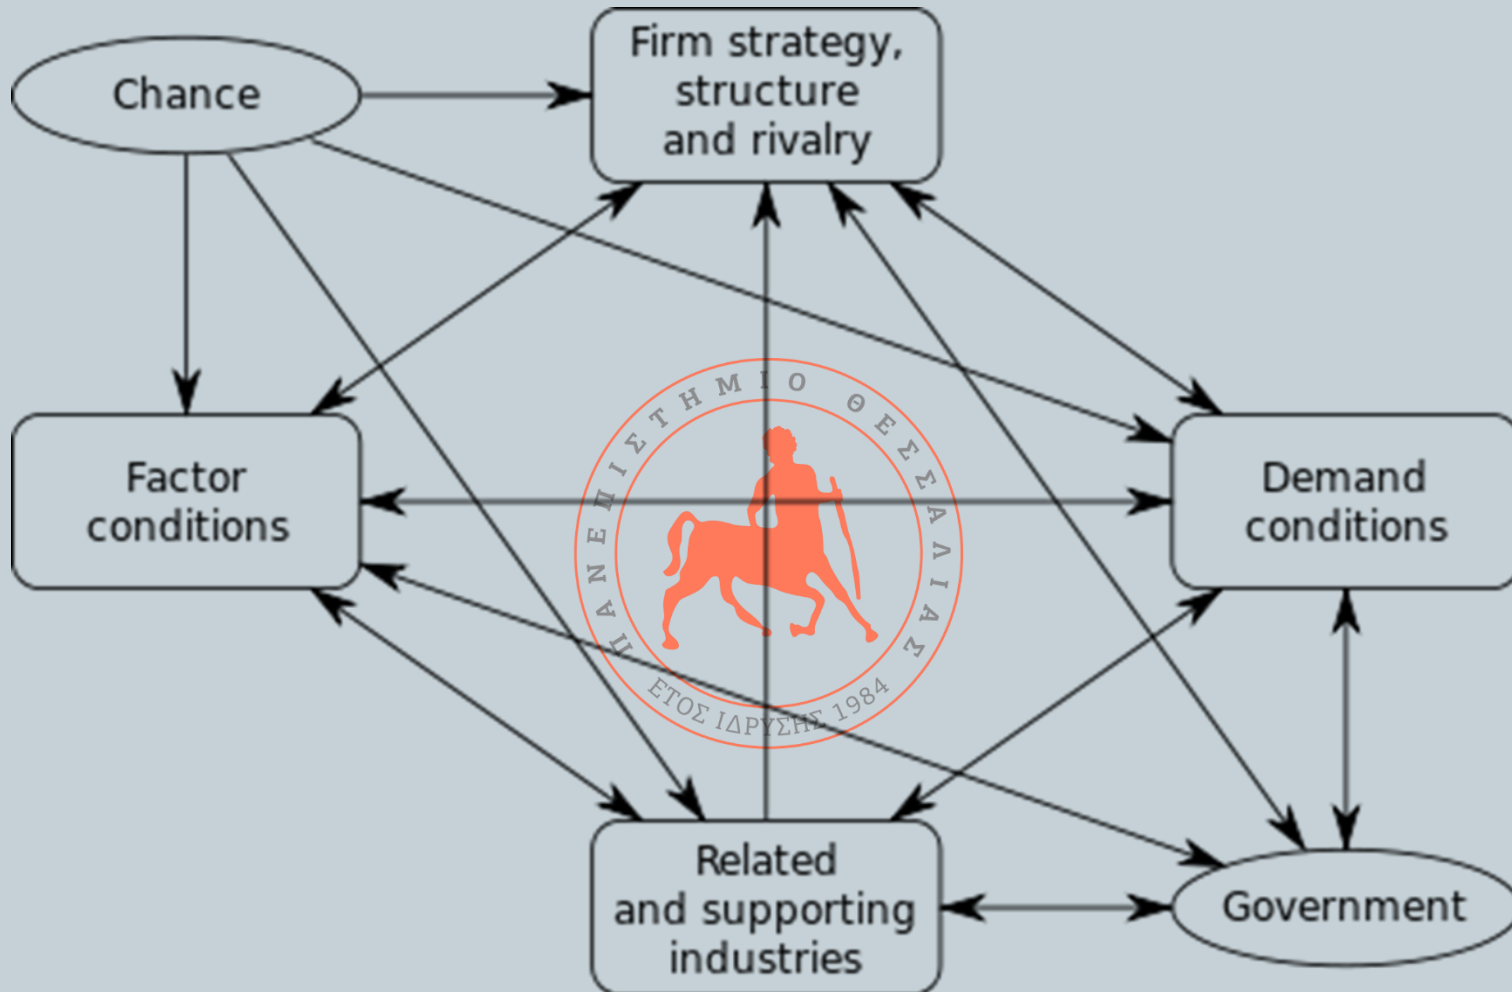 Chance
Firm strategy,
structure
and rivalry
Factor
conditions
Demand
conditions
ΠΑΝΕΠΙΣΤΗΜΙΟ ΘΕΣΣΑΛΙΑΣ
ΕΤΟΣ ΙΔΡΥΣΗΣ 1984
Related
and supporting
industries
Government